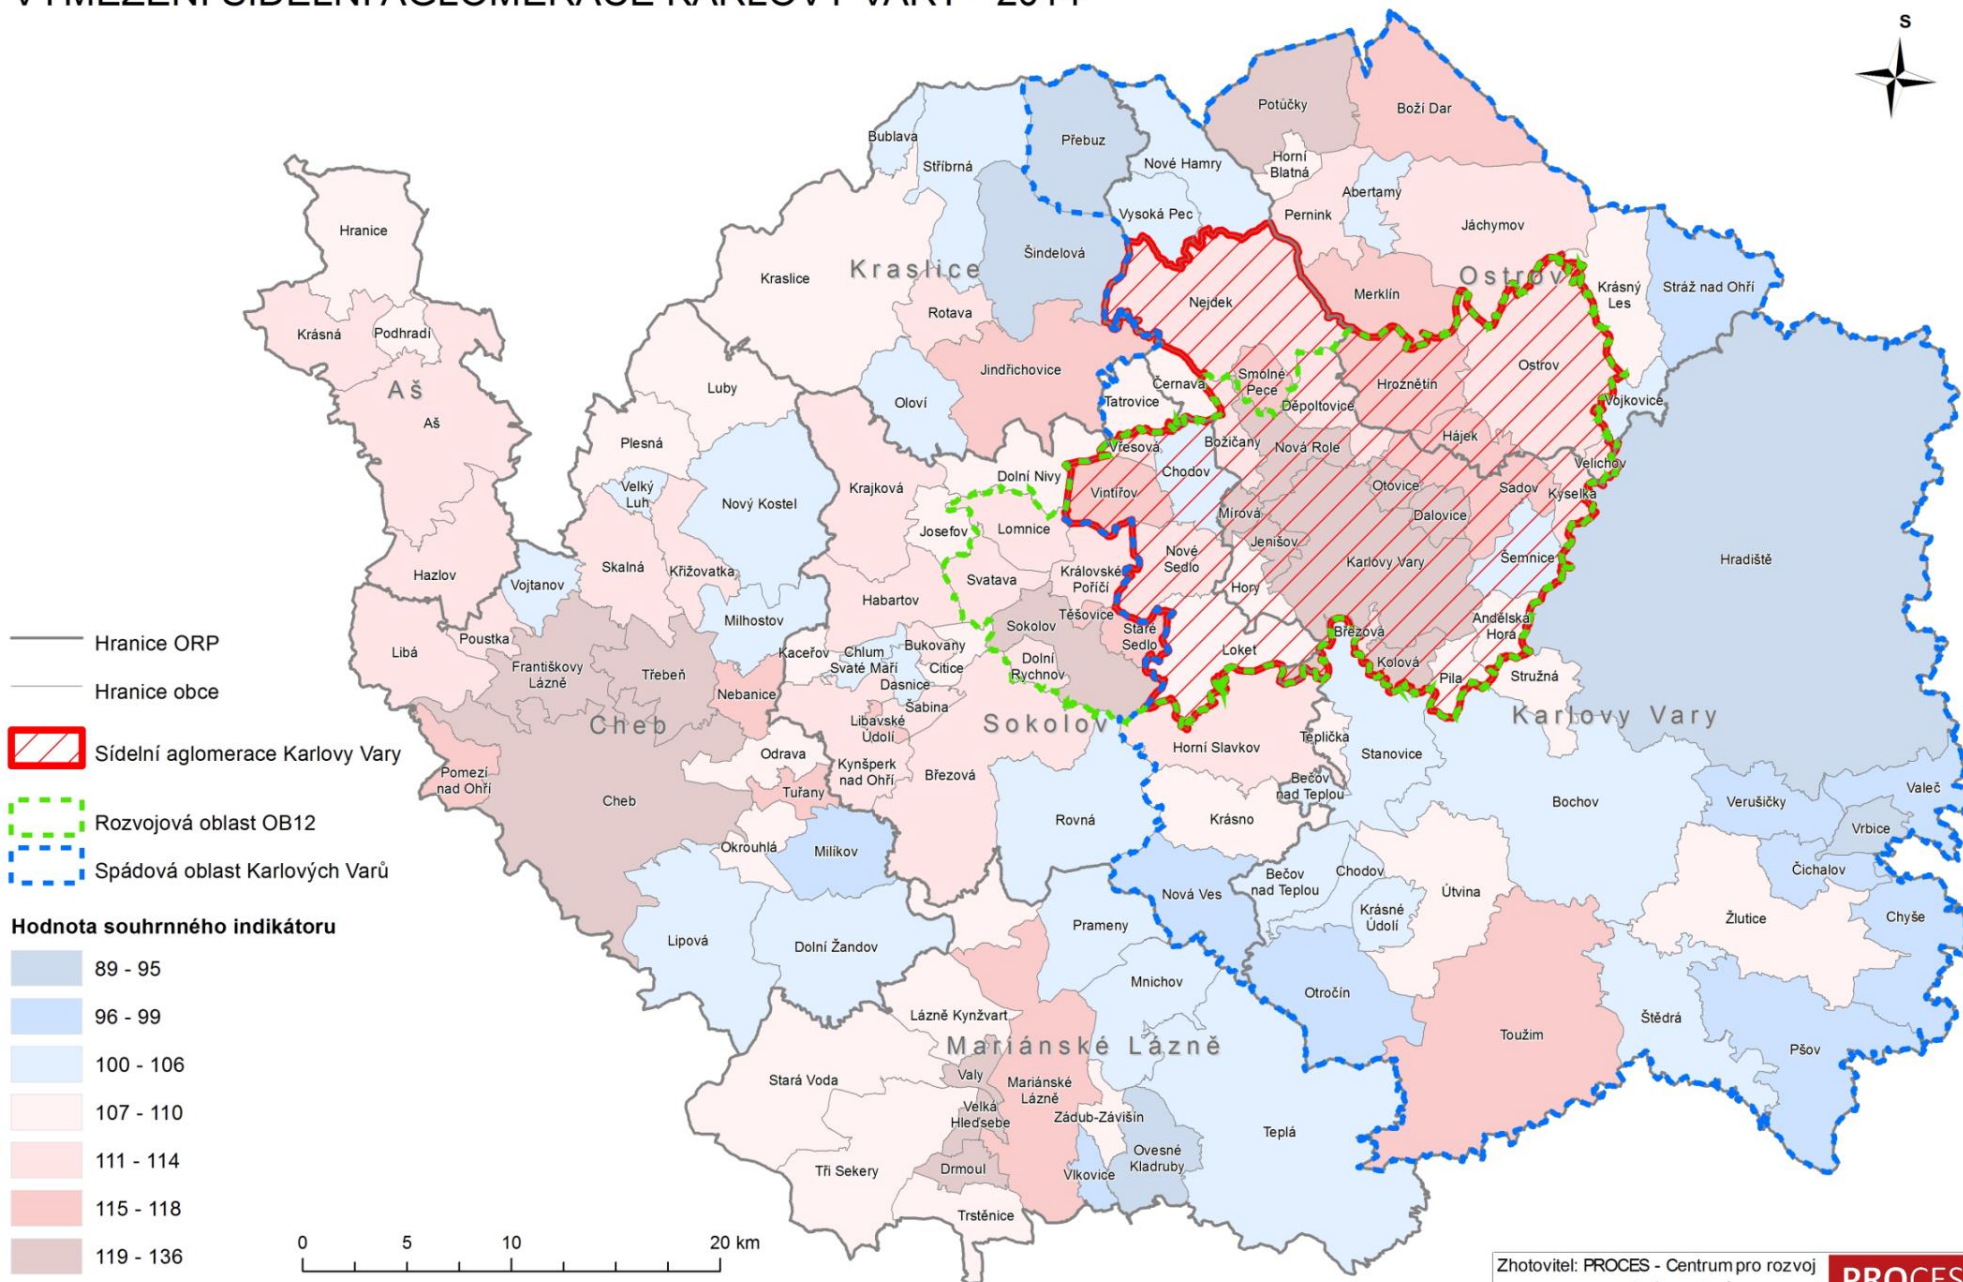 VYMEZENÍ SÍDELNÍ AGLOMERACE KARLOVY VARY - 2014
S
Potůčky
Boží Dar
Přebuz
Bublava
Stříbrná
Nové Hamry
Horní
Blatná
Abertamy
Vysoká Pec
Pernink
Jáchymov
Hranice
Šindelová
Kraslice
Kraslice
Ostrov
Krásný
Les
Stráž nad Ohří
Nejdek
Merklín
Krásná
Podhradí
Rotava
Jindřichovice
Ostrov
Aš
Aš
Luby
Oloví
Tatrovice
Černava
Smolné
Pece
Děpoltovice
Hroznětín
Vojkovice
Plesná
Vřesová
Božičany
Nová Role
Hájek
Velichov
Velký
Luh
Nový Kostel
Krajková
Dolní Nivy
Vintířov
Chodov
Otovice
Sadov
Kyselka
Mírová
Dalovice
Josefov
Lomnice
Jenišov
Karlovy Vary
Šemnice
Hradiště
Nové
Sedlo
Hazlov
Vojtanov
Skalná
Křižovatka
Svatava
Královské
Poříčí
Hory
Habartov
Milhostov
Těšovice
Sokolov
Staré
Sedlo
Březová
Andělská
Hora
Hranice ORP
Libá
Poustka
Kaceřov
Chlum
Svaté Maří
Bukovany
Citice
Dolní
Rychnov
Loket
Kolová
Pila
Stružná
Františkovy
Lázně
Třebeň
Nebanice
Dasnice
Šabina
Hranice obce
Cheb
Libavské
Údolí
Sokolov
Karlovy Vary
Sídelní aglomerace Karlovy Vary
Odrava
Horní Slavkov
Teplička
Stanovice
Pomezí
nad Ohří
Kynšperk
nad Ohří
Březová
Bečov
nad Teplou
Cheb
Tuřany
Bochov
Verušičky
Valeč
Rozvojová oblast OB12
Rovná
Krásno
Vrbice
Okrouhlá
Milíkov
Spádová oblast Karlových Varů
Čichalov
Nová Ves
Bečov
nad Teplou
Chodov
Útvina
Krásné
Údolí
Žlutice
Chyše
Hodnota souhrnného indikátoru
Lipová
Dolní Žandov
Prameny
89 - 95
Mnichov
Otročín
96 - 99
Lázně Kynžvart
Štědrá
Toužim
Pšov
Mariánské Lázně
100 - 106
Stará Voda
Valy
Mariánské
Lázně
107 - 110
Velká
Hleďsebe
Zádub-Závišín
Teplá
111 - 114
Tři Sekery
Drmoul
Vlkovice
Ovesné
Kladruby
115 - 118
Trstěnice
119 - 136
0 5 10 20 km
Zhotovitel: PROCES - Centrum pro rozvoj
PROCES